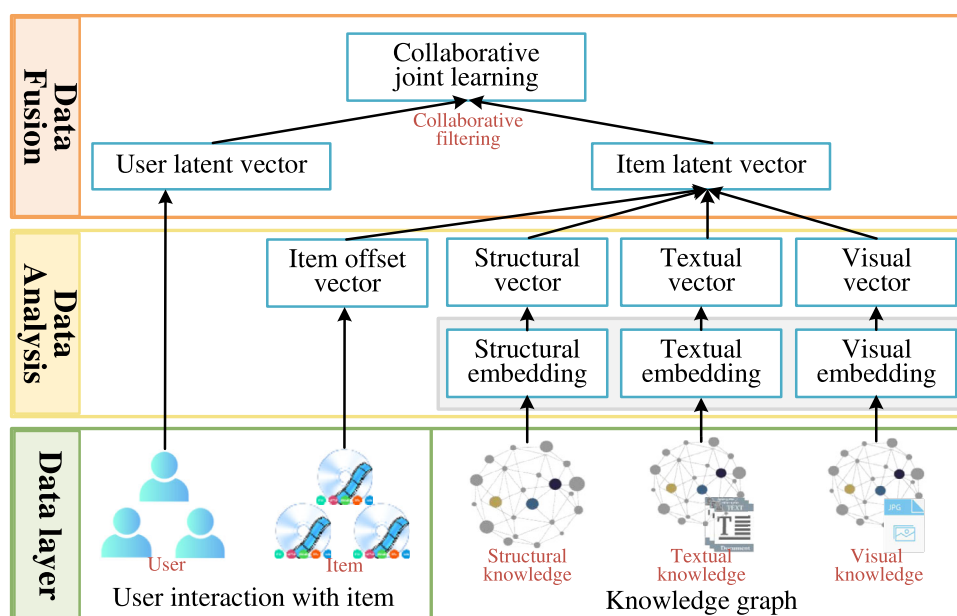 Data
Fusion
Collaborative
joint learning
Collaborative
filtering
User latent vector
Item latent vector
Data
Analysis
Item offset
vector
Structural
vector
Textual
vector
Visual
vector
Structural
embedding
Textual
embedding
Visual
embedding
Data layer
User
Item
User interaction with item
TEXT
T
JPG
Structural
knowledge
Textual
knowledge
Visual
knowledge
Knowledge graph